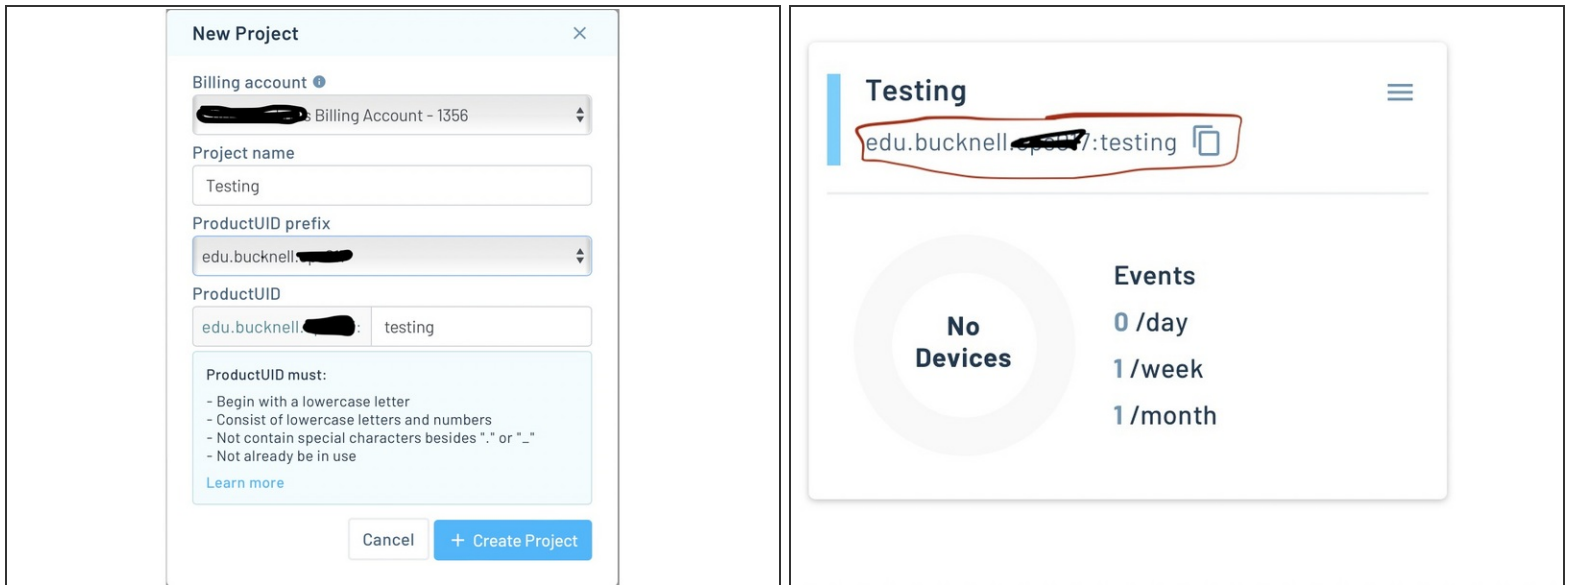 New Project
Billing account
s Billing Account - 1356
Project name
Testing
ProductUID prefix
edu.bucknell.
ProductUID
edu.bucknell. : testing
ProductUID must:
- Begin with a lowercase letter
- Consist of lowercase letters and numbers
- Not contain special characters besides "." or "_"
- Not already be in use
Learn more
Cancel
+ Create Project
Testing
edu.bucknell. :testing
No
Devices
Events
0 /day
1 /week
1 /month